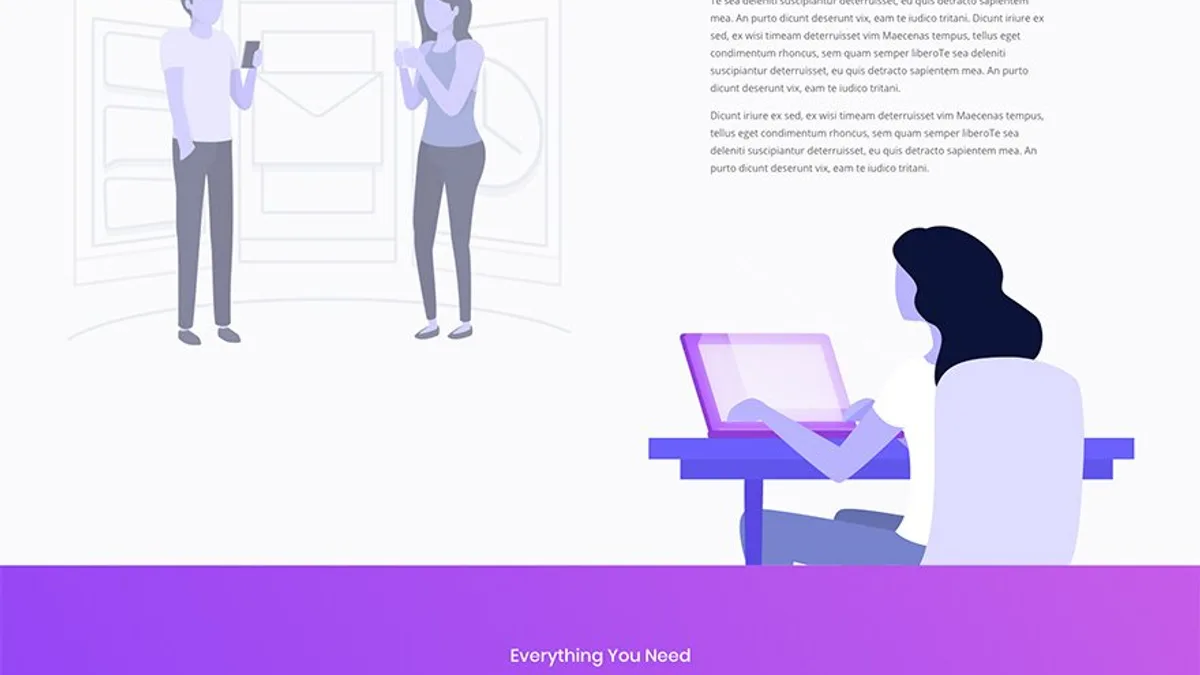 Te sea deleniti suscipiantur deterruisset, eu quis detracto sapientem
mea. An purto dicunt deserunt vix, eam te iudico tritani. Dicunt iriure ex
sed, ex wisi timeam deterruisset vim Maecenas tempus, tellus eget
condimentum rhoncus, sem quam semper liberoTe sea deleniti
suscipiantur deterruisset, eu quis detracto sapientem mea. An purto
dicunt deserunt vix, eam te iudico tritani.
Dicunt iriure ex sed, ex wisi timeam deterruisset vim Maecenas tempus,
tellus eget condimentum rhoncus, sem quam semper liberoTe sea
deleniti suscipiantur deterruisset, eu quis detracto sapientem mea. An
purto dicunt deserunt vix, eam te iudico tritani.
Everything You Need